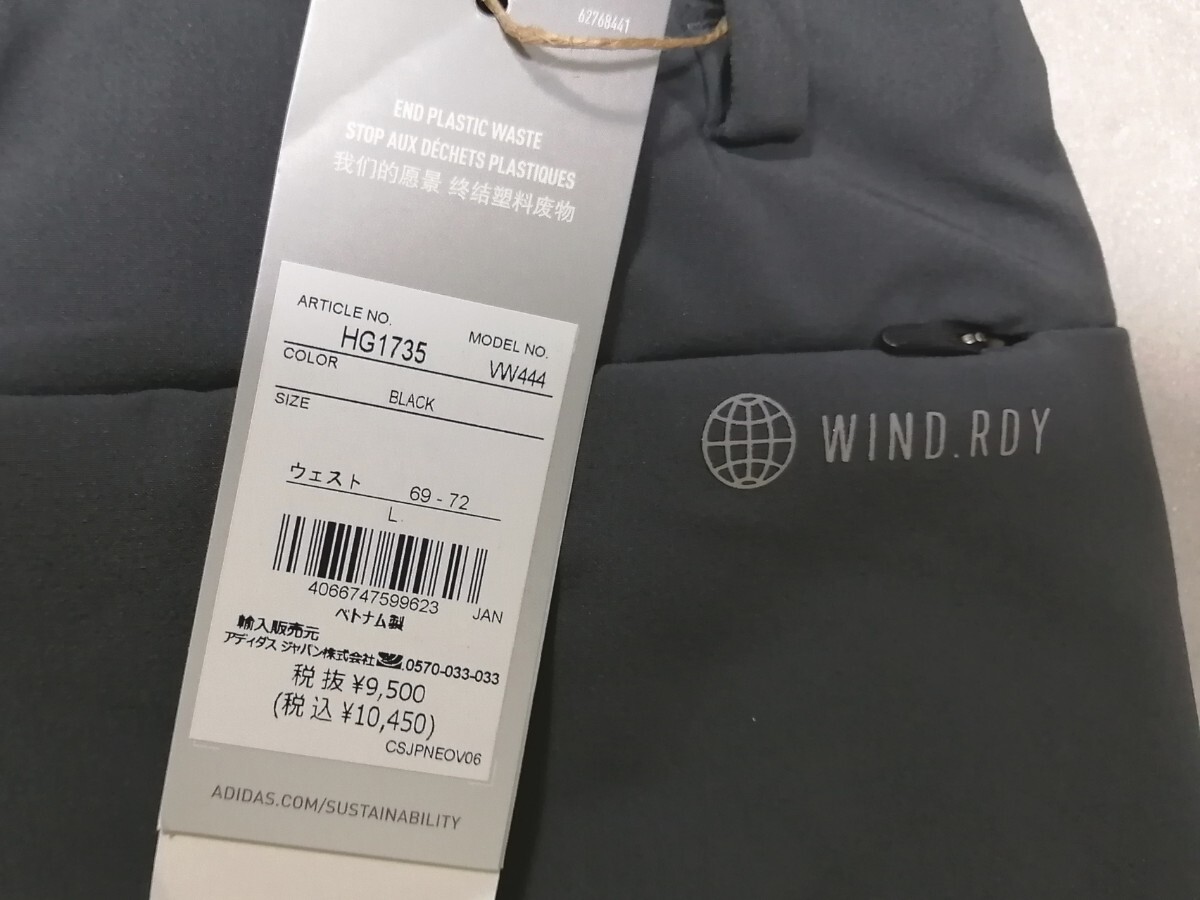 62768441
END PLASTIC WASTE
STOP AUX DÉCHETS PLASTIQUES
我们的愿景 终结塑料废物
ARTICLE NO.
HG1735
MODEL NO.
VW444
COLOR
BLACK
SIZE
ウェスト 69 - 72
L
4066747599623 JAN
ベトナム製
輸入販売元
アディダス ジャパン株式会社 0570-033-033
税 抜 ¥9,500
(税 込 ¥10,450)
CSJPNEOV06
ADIDAS.COM/SUSTAINABILITY
WIND.RDY